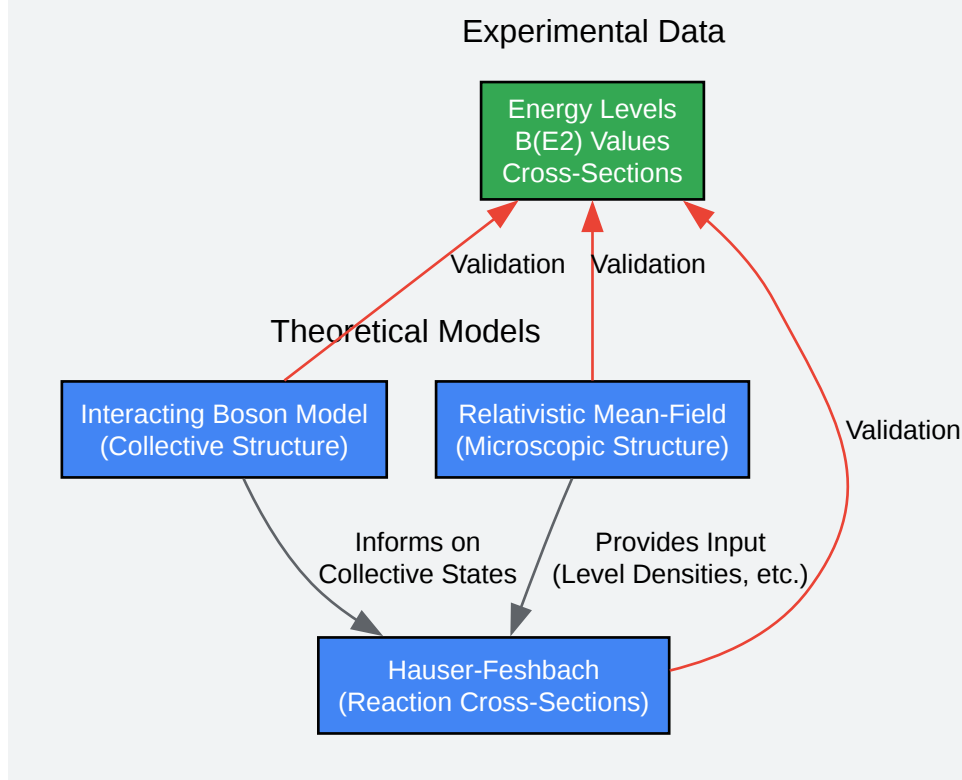 Experimental Data
Energy Levels
B(E2) Values
Cross-Sections
Validation
Validation
Theoretical Models
Interacting Boson Model
(Collective Structure)
Relativistic Mean-Field
(Microscopic Structure)
Validation
Informs on
Collective States
Provides Input
(Level Densities, etc.)
Hauser-Feshbach
(Reaction Cross-Sections)